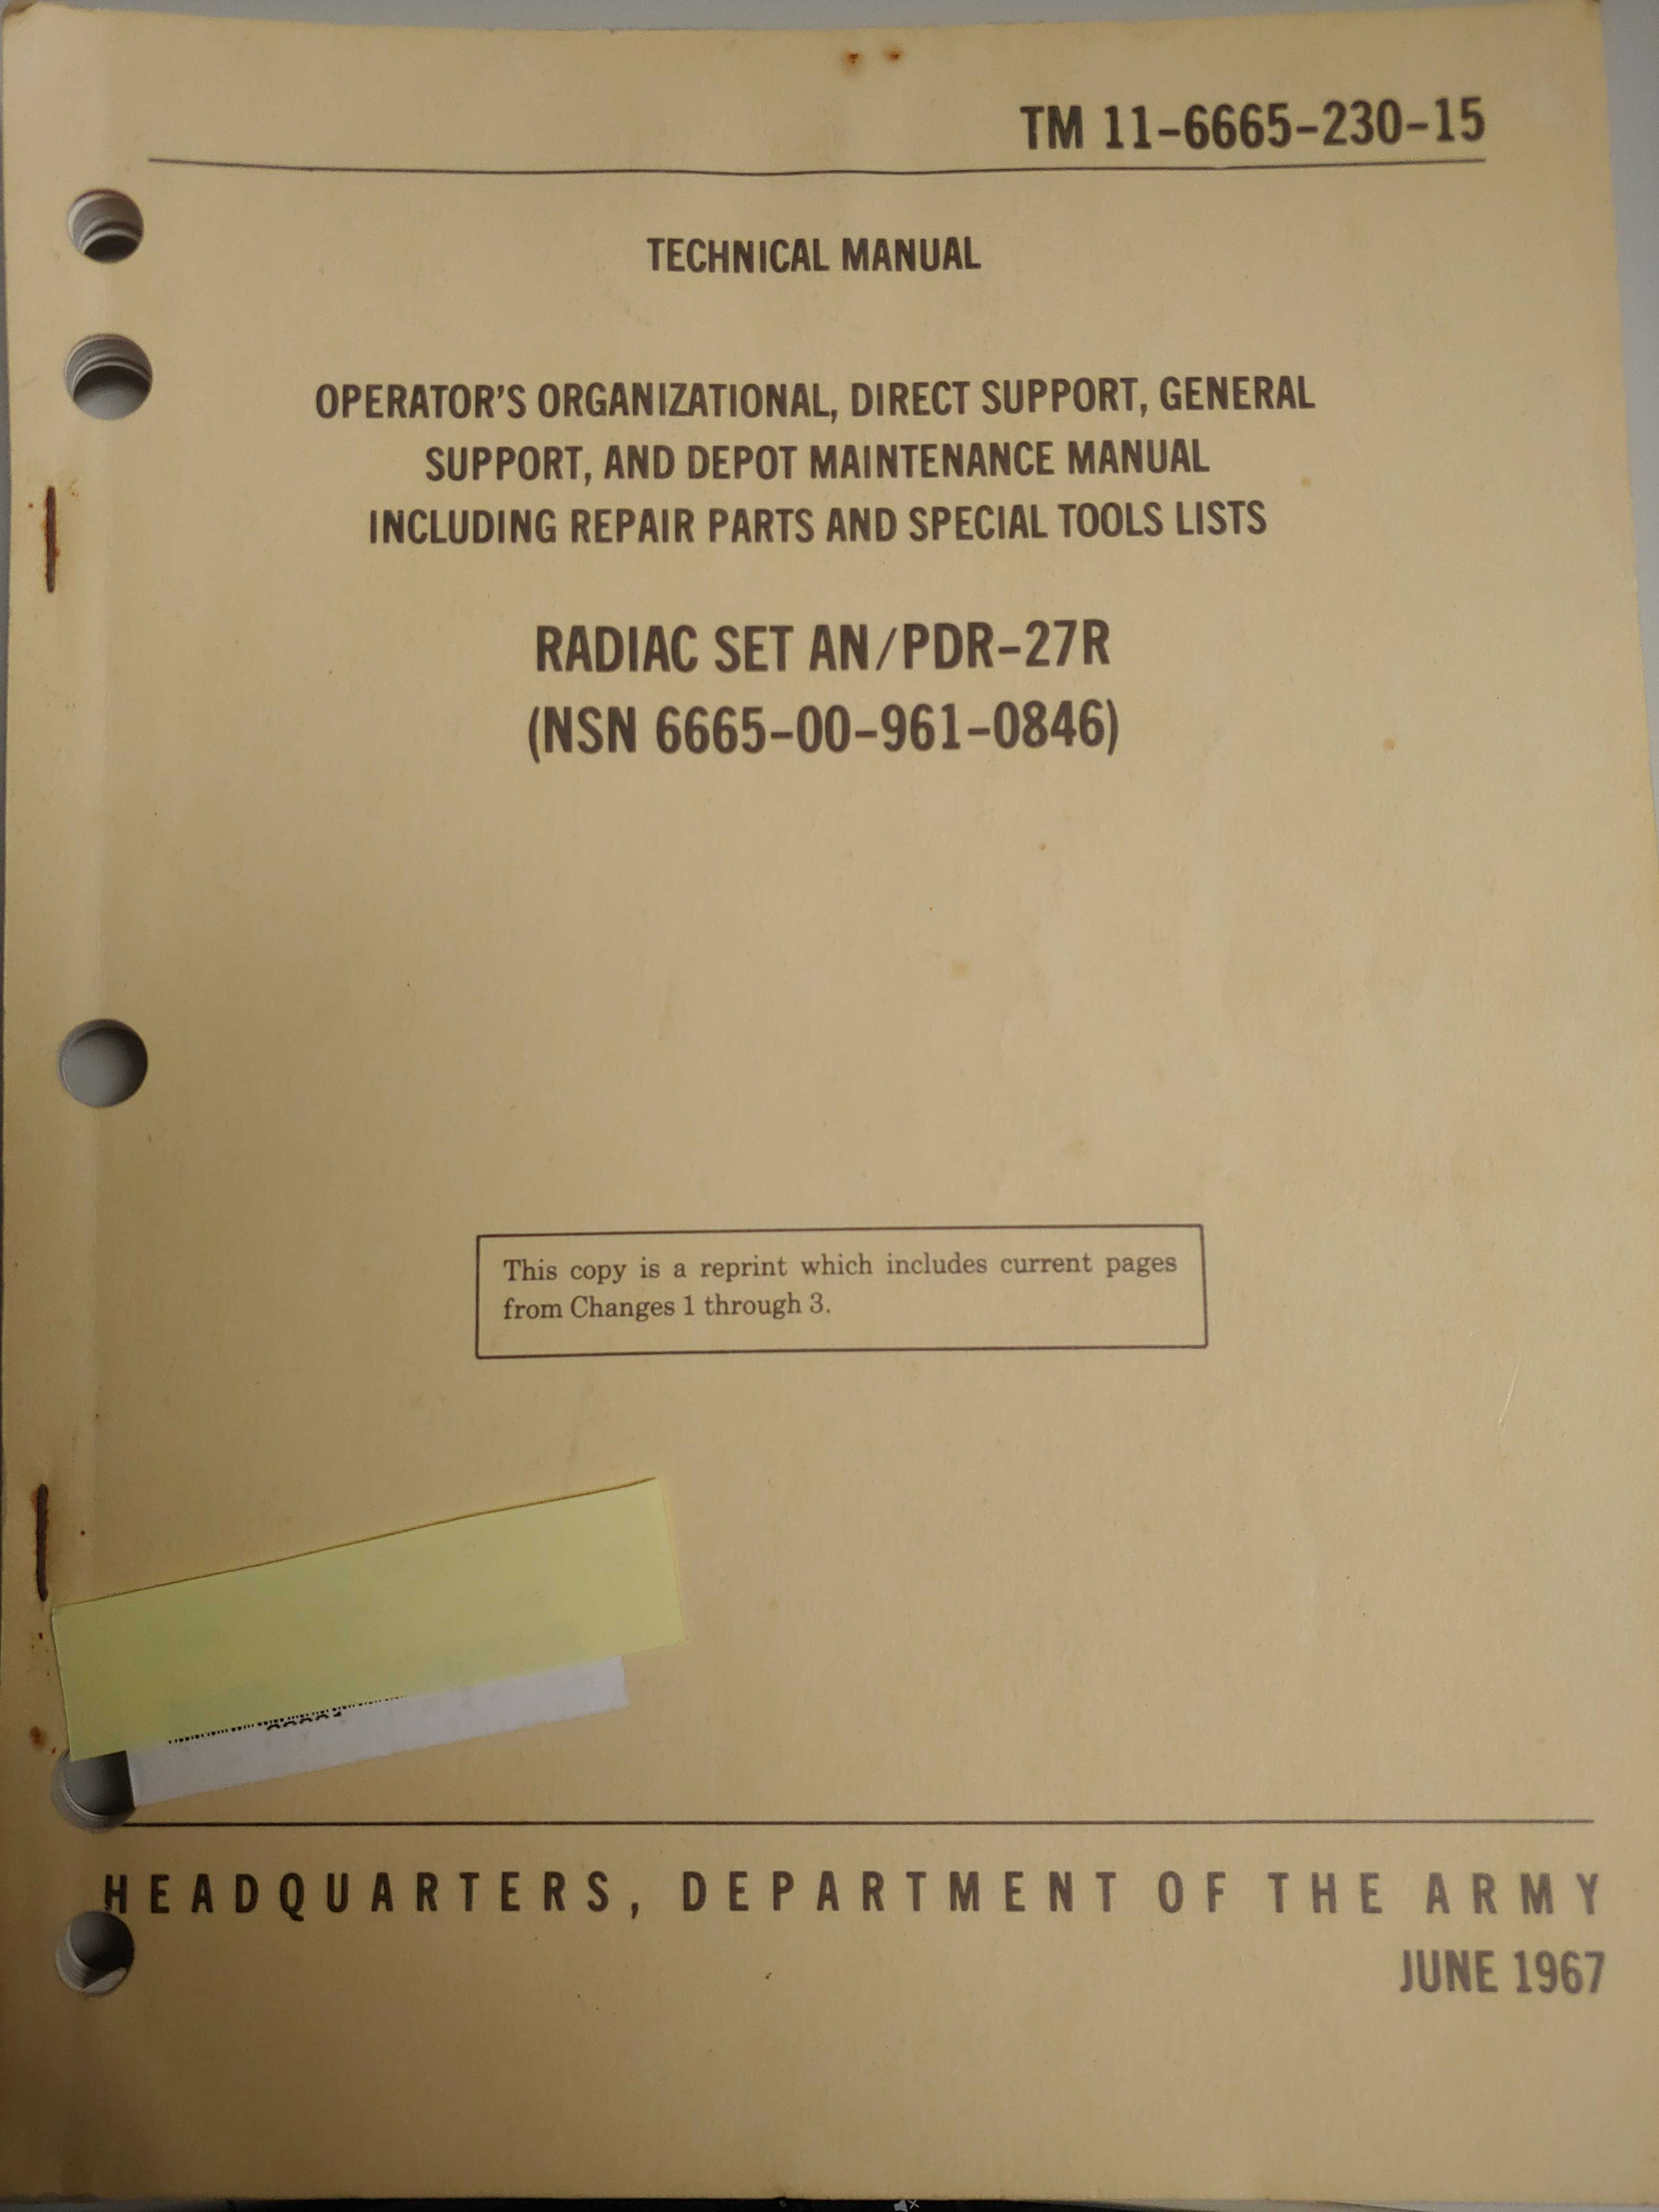 TM 11-6665-230-15
TECHNICAL MANUAL
OPERATOR'S ORGANIZATIONAL, DIRECT SUPPORT, GENERAL
SUPPORT, AND DEPOT MAINTENANCE MANUAL
INCLUDING REPAIR PARTS AND SPECIAL TOOLS LISTS
RADIAC SET AN/PDR-27R
(NSN 6665-00-961-0846)
This copy is a reprint which includes current pages
from Changes 1 through 3.
HEADQUARTERS, DEPARTMENT OF THE ARMY
JUNE 1967